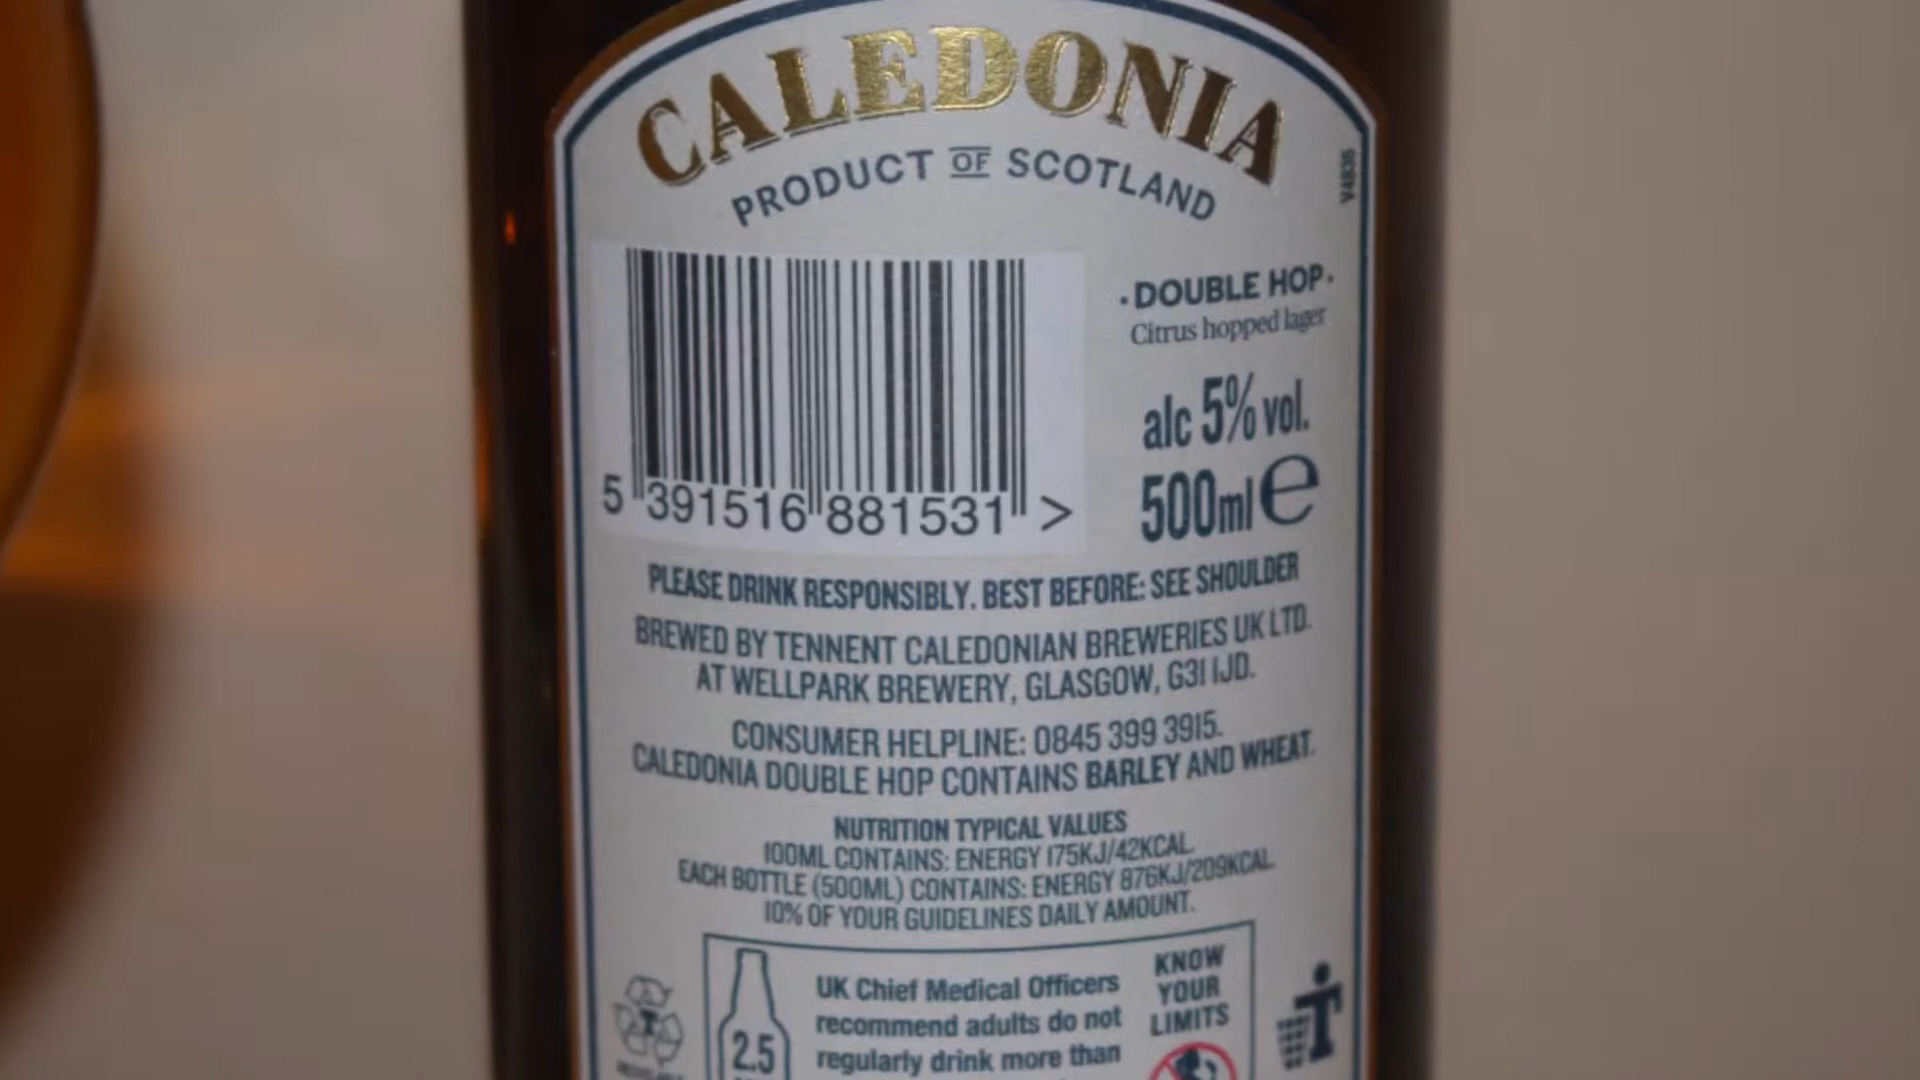 CALEDONIA
PRODUCT OF SCOTLAND
V4835
·DOUBLE HOP·
Citrus hopped lager
alc 5% vol.
500ml e
5 391516 881531 >
PLEASE DRINK RESPONSIBLY. BEST BEFORE: SEE SHOULDER
BREWED BY TENNENT CALEDONIAN BREWERIES UK LTD.
AT WELLPARK BREWERY, GLASGOW, G31 1JD.
CONSUMER HELPLINE: 0845 399 3915.
CALEDONIA DOUBLE HOP CONTAINS BARLEY AND WHEAT.
NUTRITION TYPICAL VALUES
100ML CONTAINS: ENERGY 175KJ/42KCAL.
EACH BOTTLE (500ML) CONTAINS: ENERGY 876KJ/209KCAL
10% OF YOUR GUIDELINES DAILY AMOUNT.
2.5
UK Chief Medical Officers
recommend adults do not
regularly drink more than
KNOW
YOUR
LIMITS